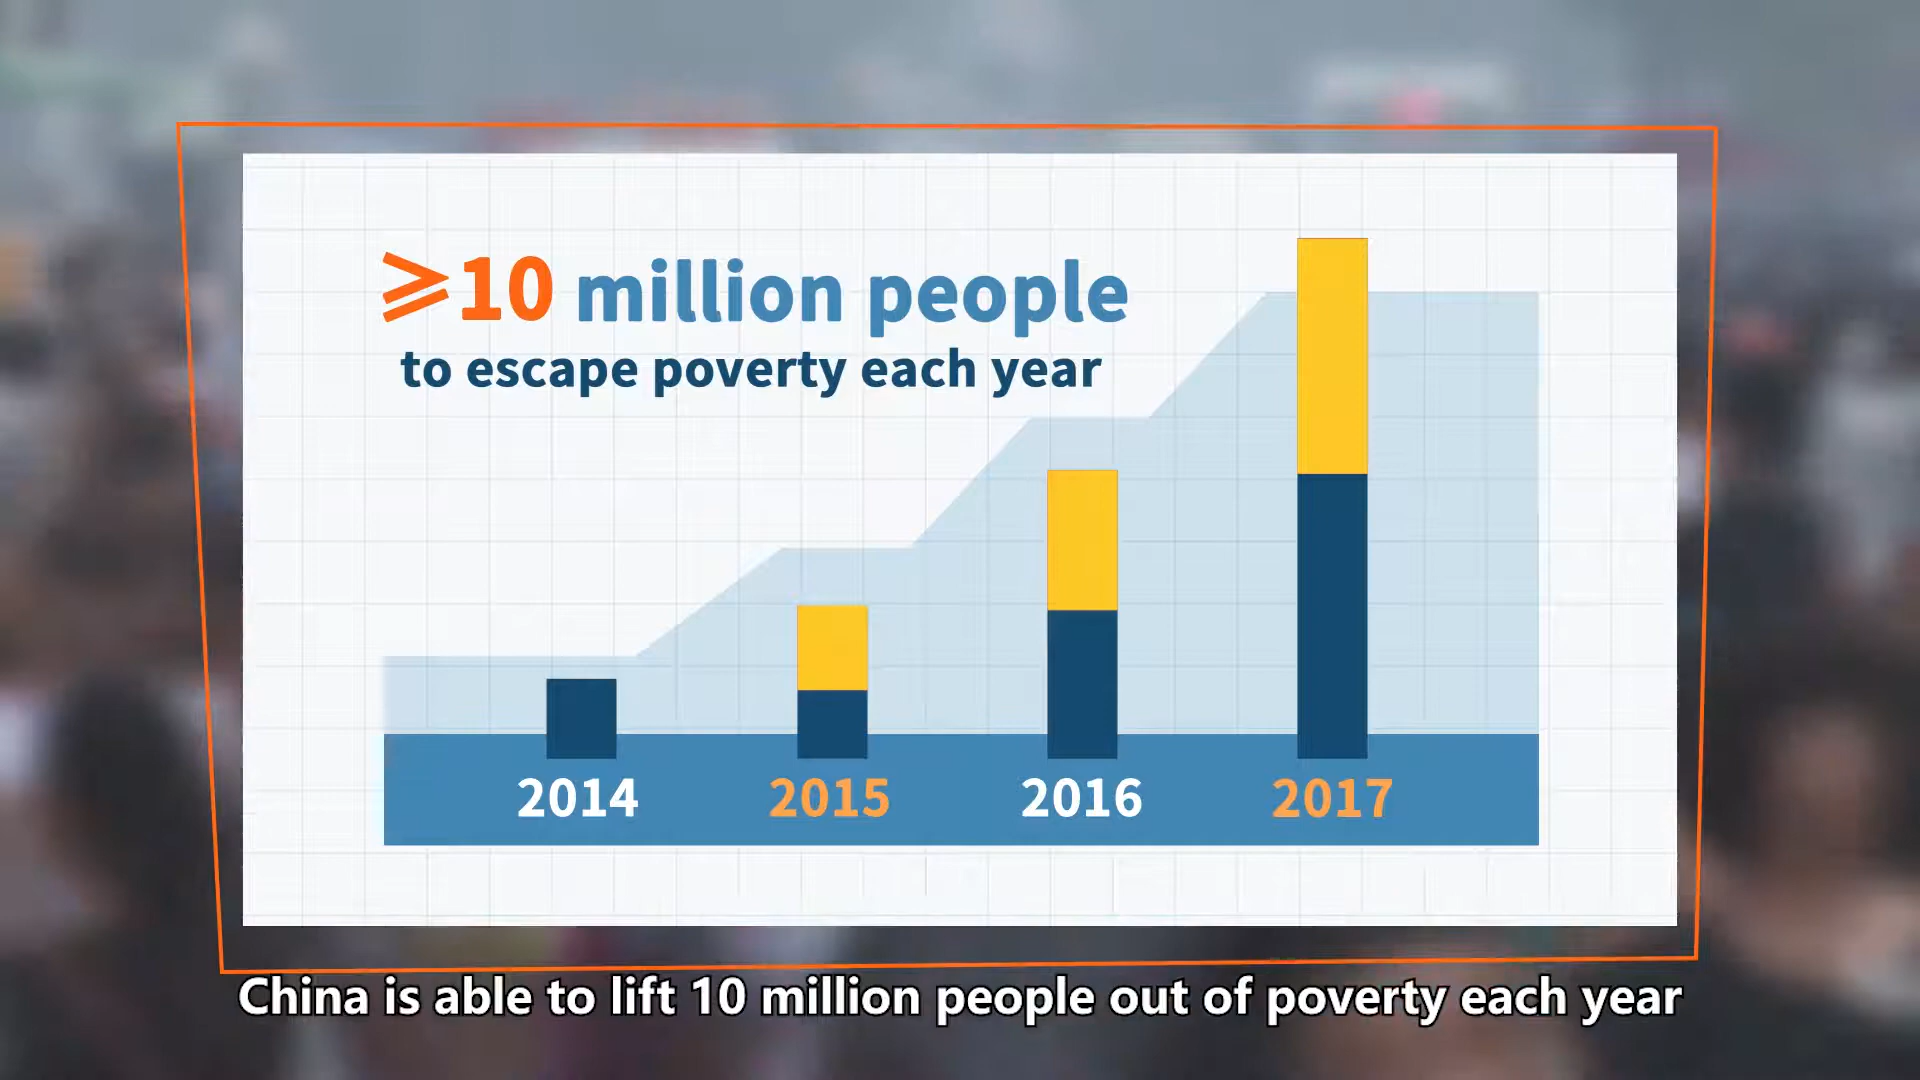 ⩾10 million people
to escape poverty each year
2014 2015 2016 2017
China is able to lift 10 million people out of poverty each year